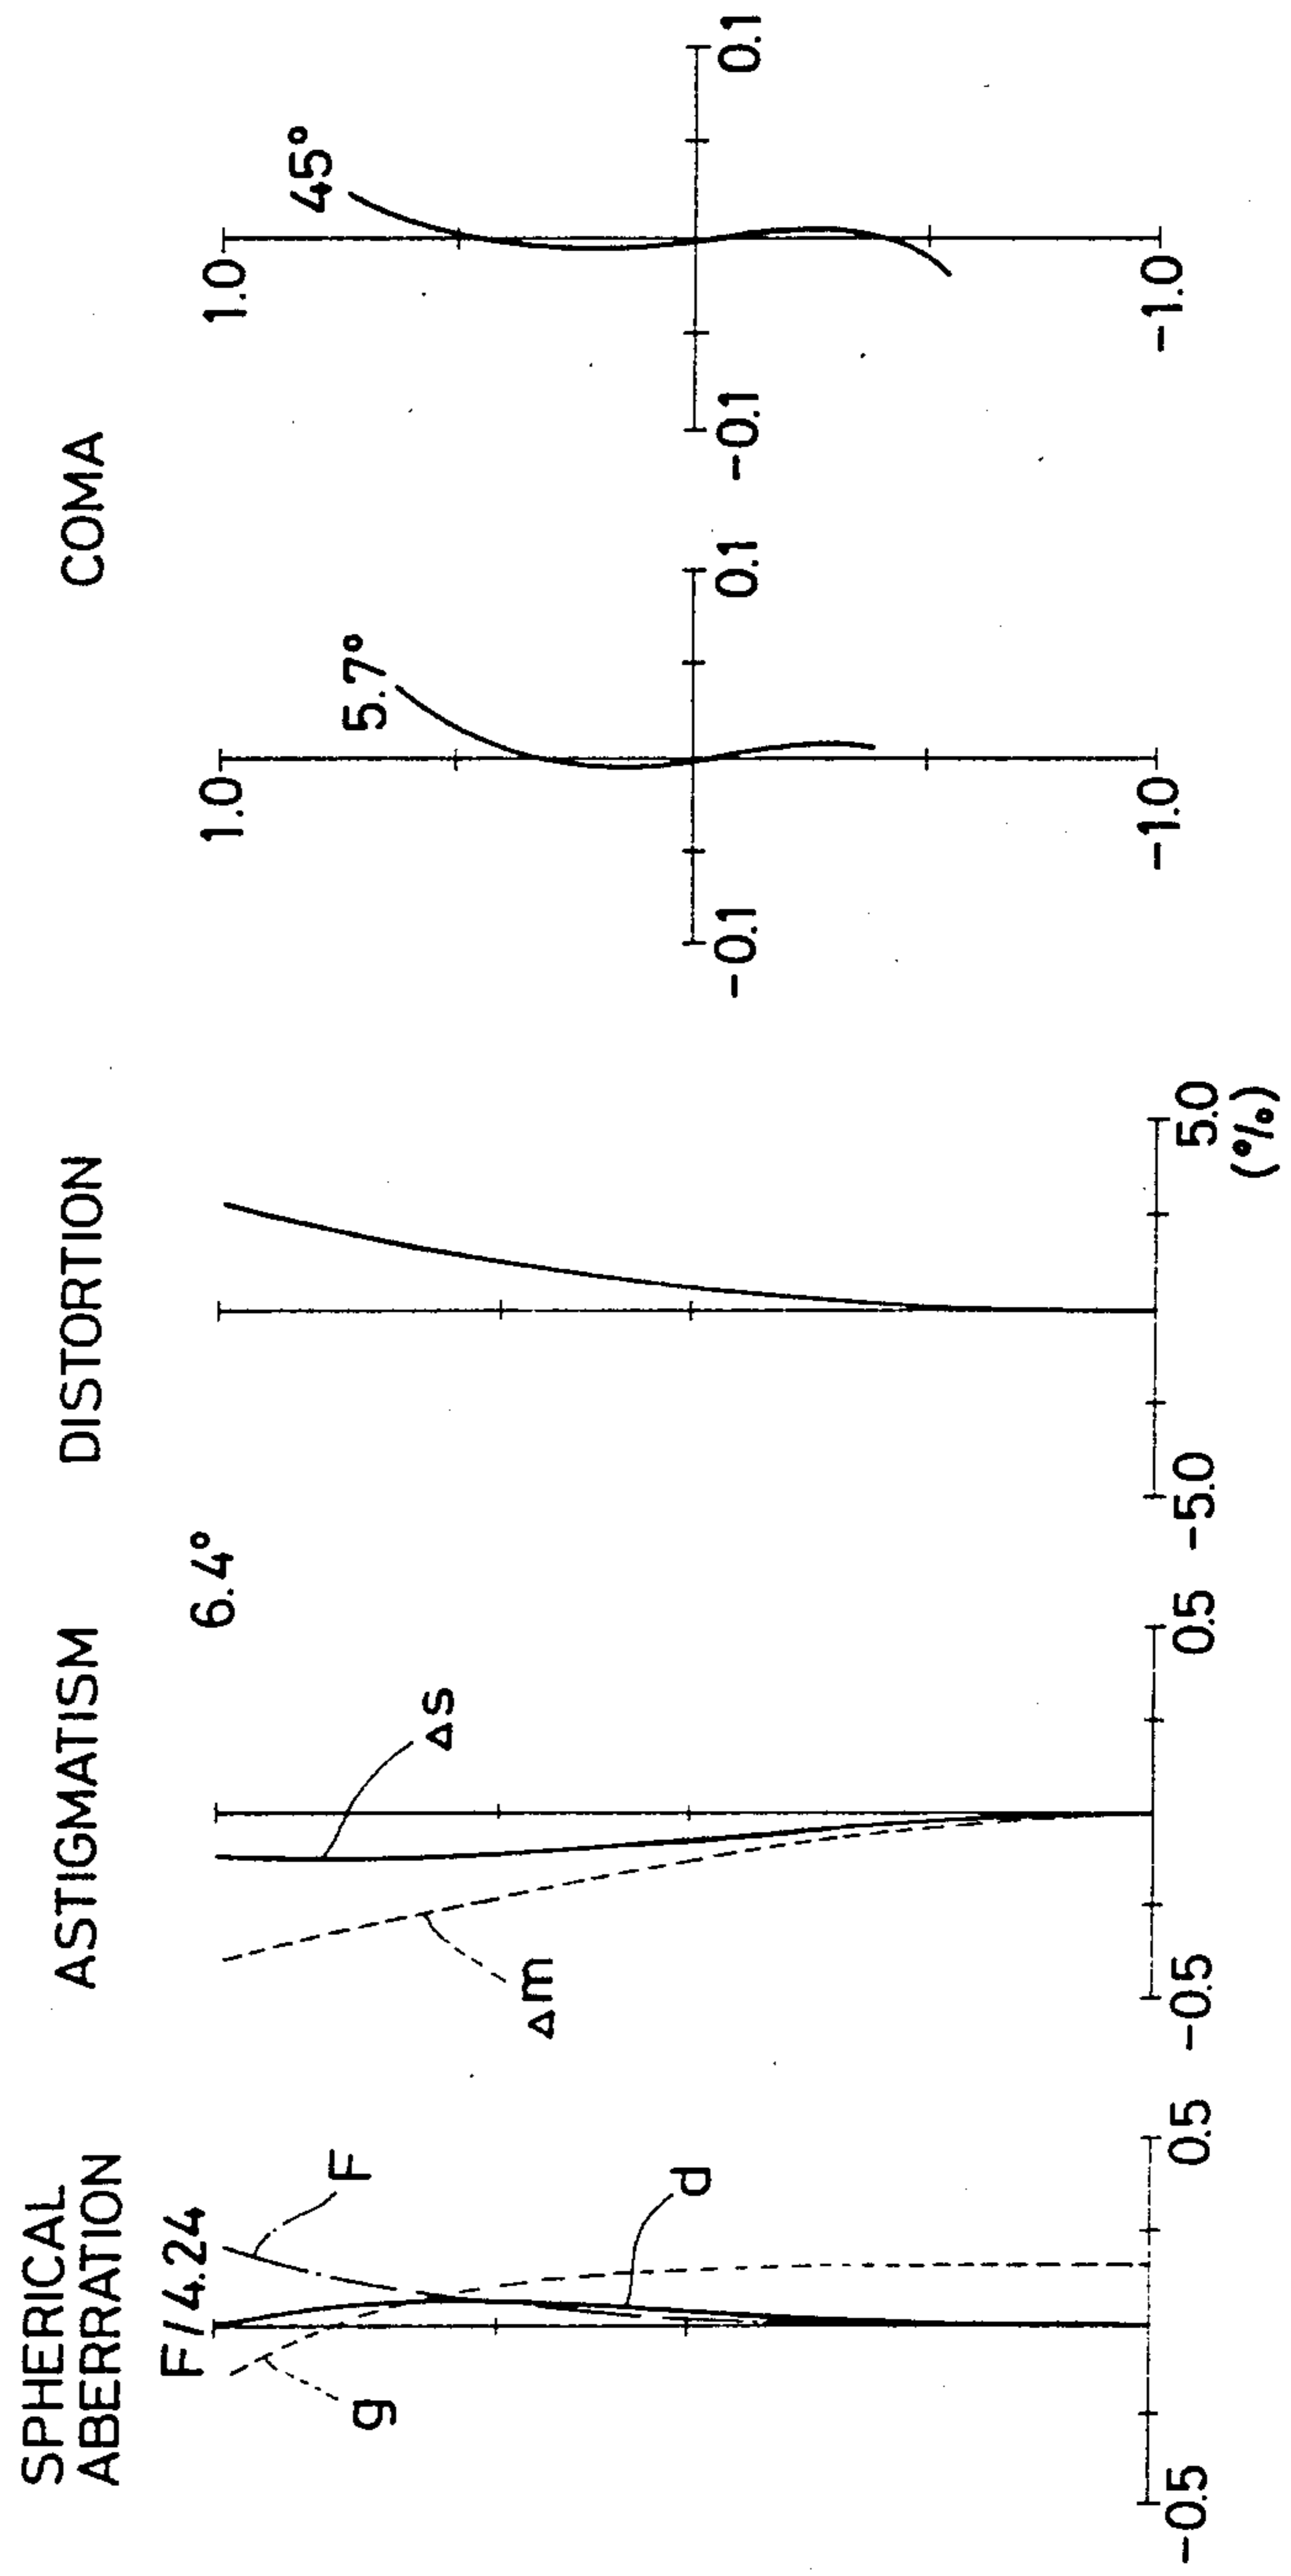 SPHERICAL
ABERRATION
F/4.24
F
g
d
-0.5
0.5
ASTIGMATISM
6.4°
Δs
Δm
-0.5
0.5
DISTORTION
-5.0
5.0
(%)
COMA
1.0
5.7°
-0.1
0.1
-1.0
1.0
45°
-0.1
0.1
-1.0